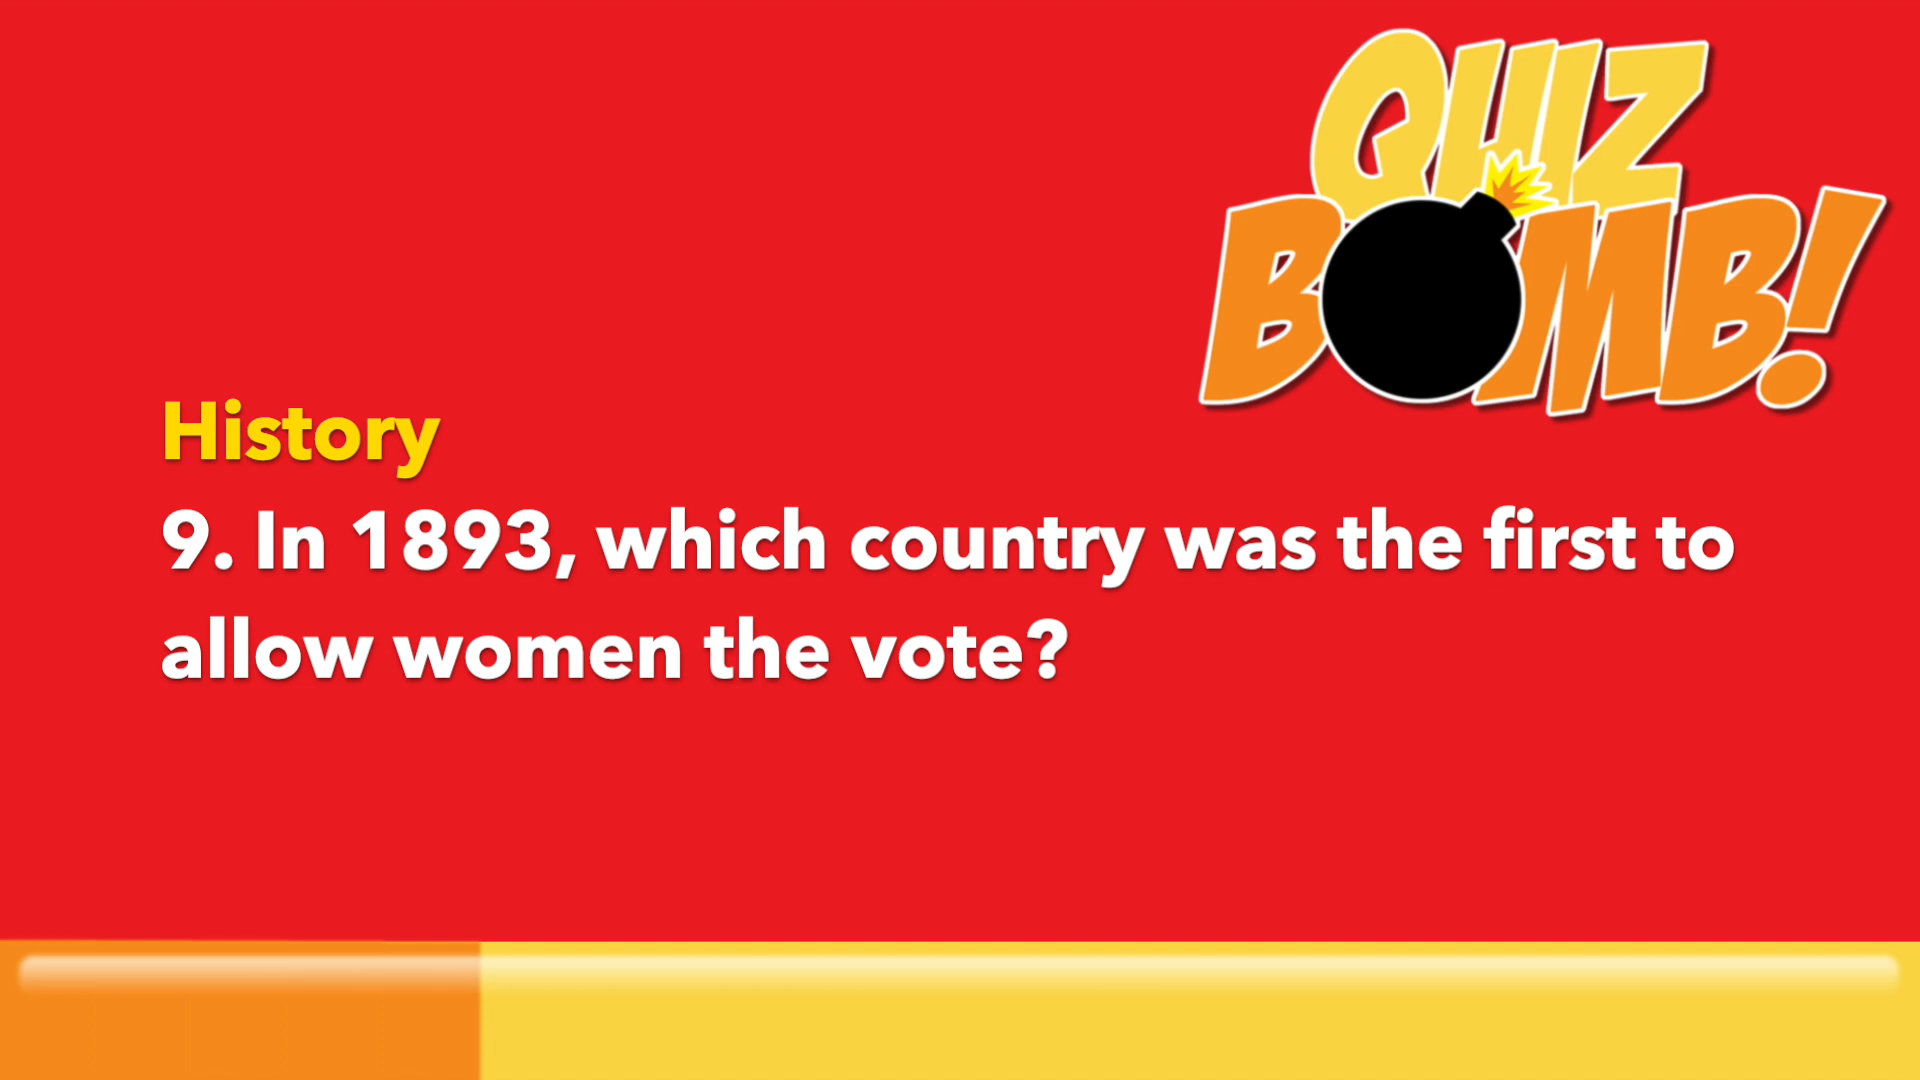 QUIZ
BOMB!
History
9. In 1893, which country was the first to
allow women the vote?